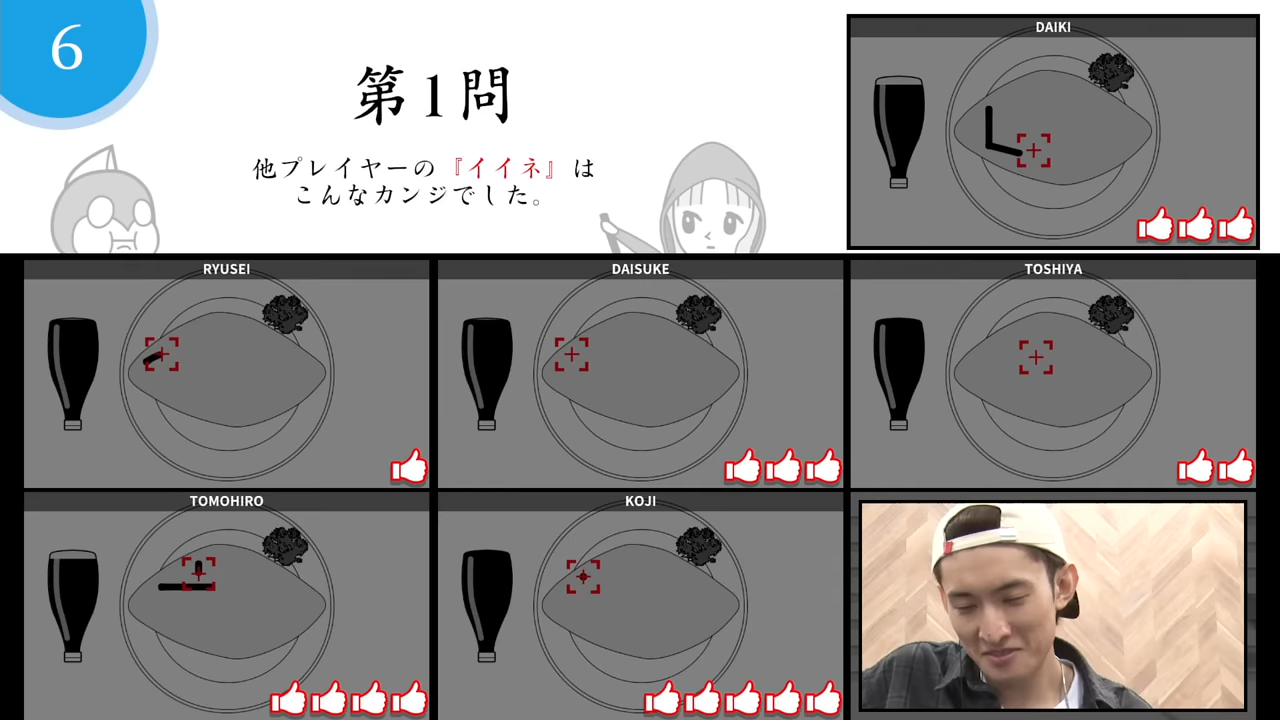 6
第1問
他プレイヤーの『イイネ』は
こんなカンジでした。
DAIKI
RYUSEI
DAISUKE
TOSHIYA
TOMOHIRO
KOJI